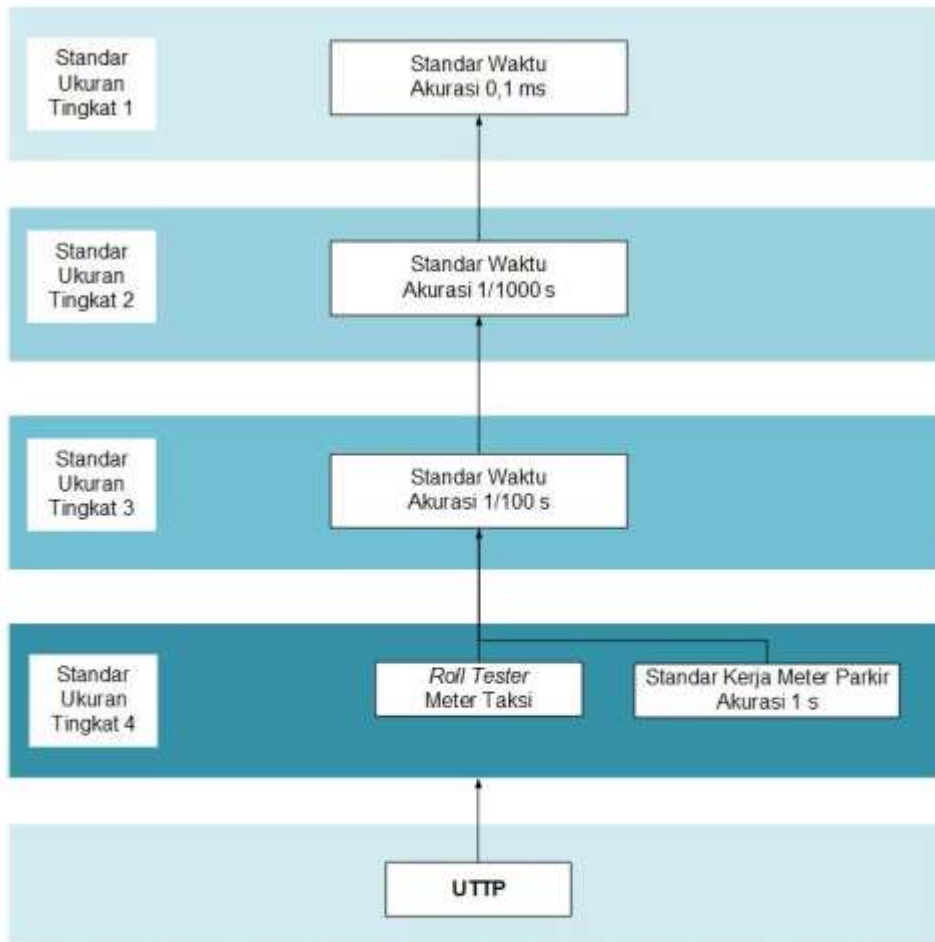 Standar
Ukuran
Tingkat 1
Standar Waktu
Akurasi 0,1 ms
Standar
Ukuran
Tingkat 2
Standar Waktu
Akurasi 1/1000 s
Standar
Ukuran
Tingkat 3
Standar Waktu
Akurasi 1/100 s
Standar
Ukuran
Tingkat 4
Roll Tester
Meter Taksi
Standar Kerja Meter Parkir
Akurasi 1 s
UTTP